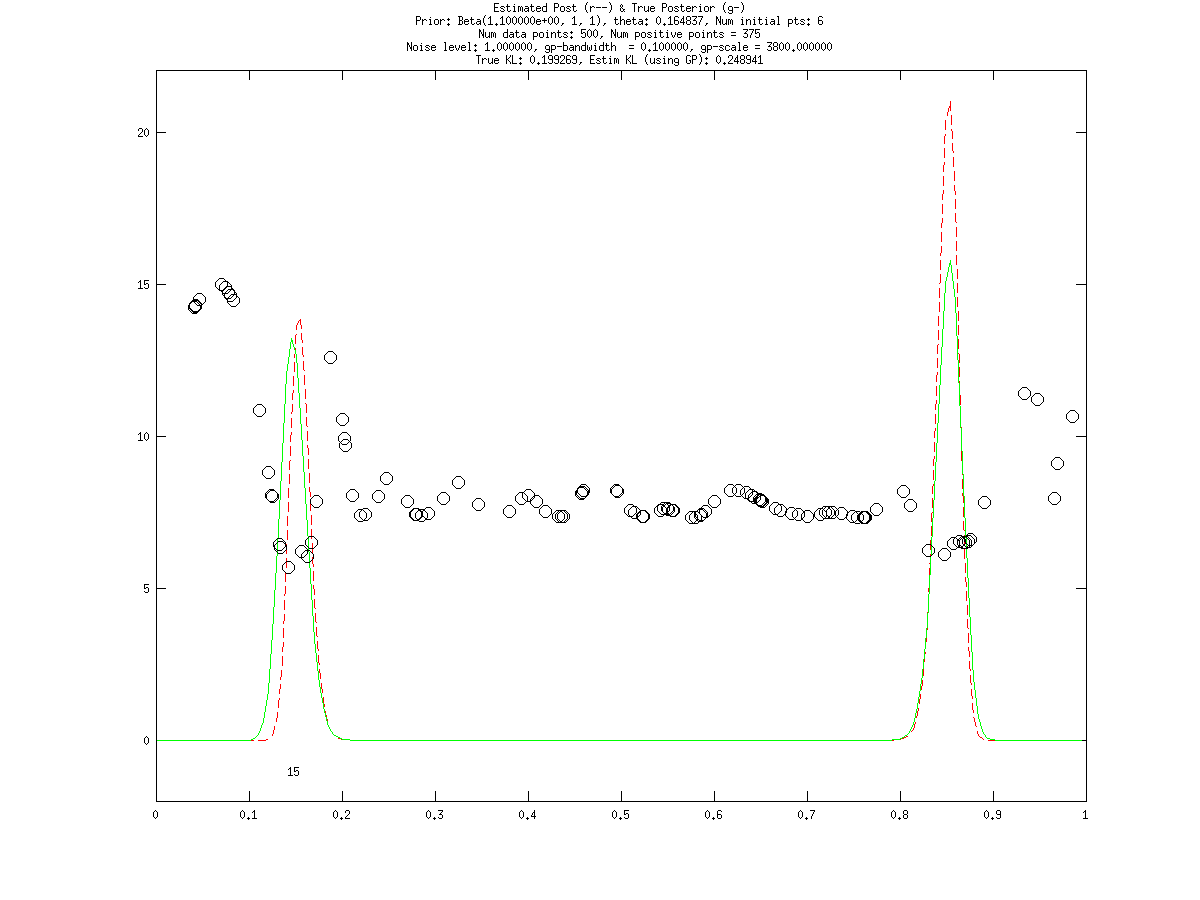 Estimated Post (r--) & True Posterior (g-)
Prior: Beta(1.100000e+00, 1, 1), theta: 0.164837, Num initial pts: 6
Num data points: 500, Num positive points = 375
Noise level: 1.000000, gp-bandwidth  = 0.100000, gp-scale = 3800.000000
True KL: 0.199269, Estim KL (using GP): 0.248941
20
15
10
5
0
15
0 0.1 0.2 0.3 0.4 0.5 0.6 0.7 0.8 0.9 1